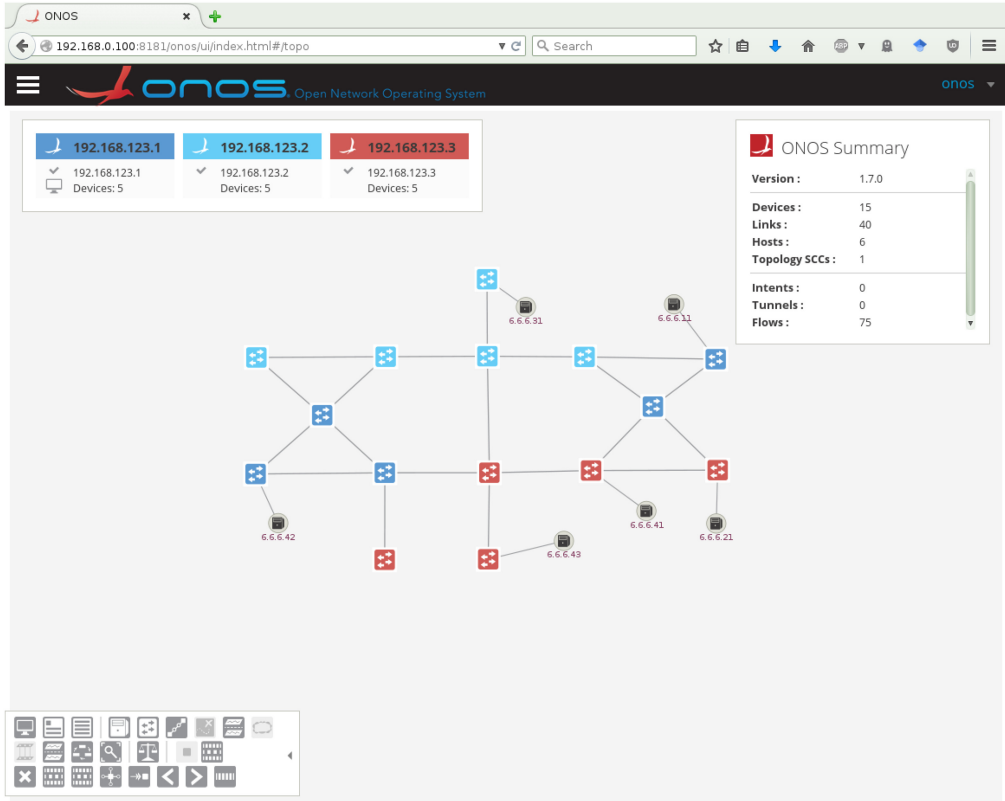 ONOS
192.168.0.100:8181/onos/ui/index.html#/topo
Search
ABP
onos. Open Network Operating System
onos
192.168.123.1
192.168.123.1
Devices: 5
192.168.123.2
192.168.123.2
Devices: 5
192.168.123.3
192.168.123.3
Devices: 5
ONOS Summary
Version : 1.7.0
Devices : 15
Links : 40
Hosts : 6
Topology SCCs : 1
Intents : 0
Tunnels : 0
Flows : 75
6.6.6.31
6.6.6.11
6.6.6.42
6.6.6.41
6.6.6.21
6.6.6.43